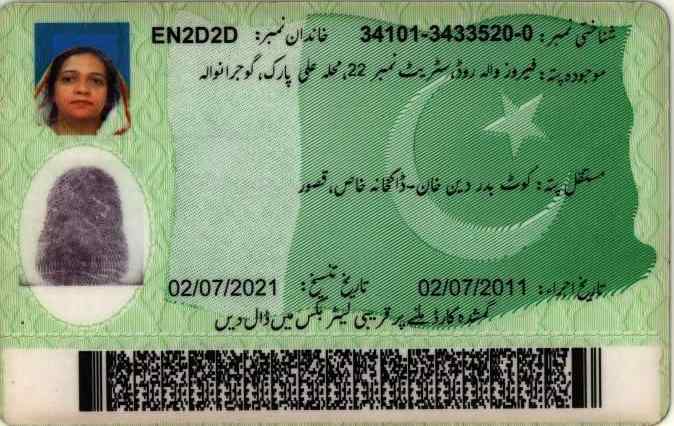 شناختی نمبر: 34101-3433520-0 خاندان نمبر: EN2D2D
موجودہ پتہ: فیروز والہ روڈ، سٹریٹ نمبر 22، محلہ علی پارک، گوجرانوالہ
مستقل پتہ: کوٹ بدر دین خان-ڈاکخانہ خاص، قصور
تاریخ اجراء: 02/07/2011 تاریخ تنسیخ: 02/07/2021
گمشدہ کارڈ ملنے پر قریبی لیٹر بکس میں ڈال دیں